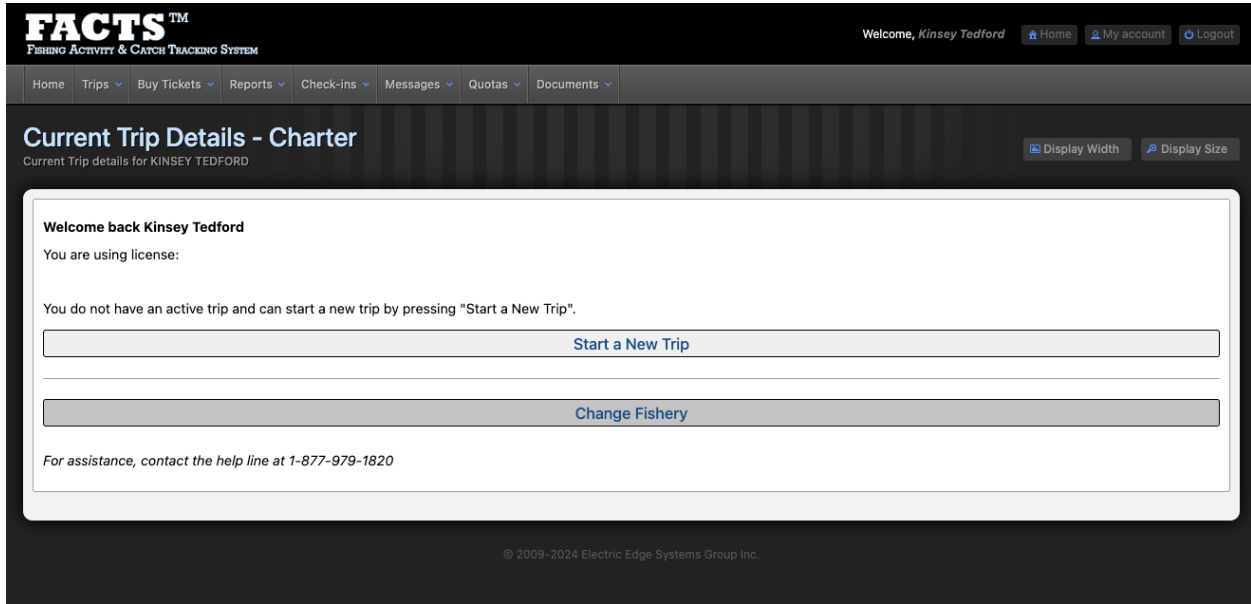 FACTS™
Fishing Activity & Catch Tracking System
Welcome, Kinsey Tedford Home My account Logout
Home Trips Buy Tickets Reports Check-ins Messages Quotas Documents
Current Trip Details - Charter
Current Trip details for KINSEY TEDFORD
Display Width Display Size
Welcome back Kinsey Tedford
You are using license:
You do not have an active trip and can start a new trip by pressing "Start a New Trip".
Start a New Trip
Change Fishery
For assistance, contact the help line at 1-877-979-1820
© 2009-2024 Electric Edge Systems Group Inc.